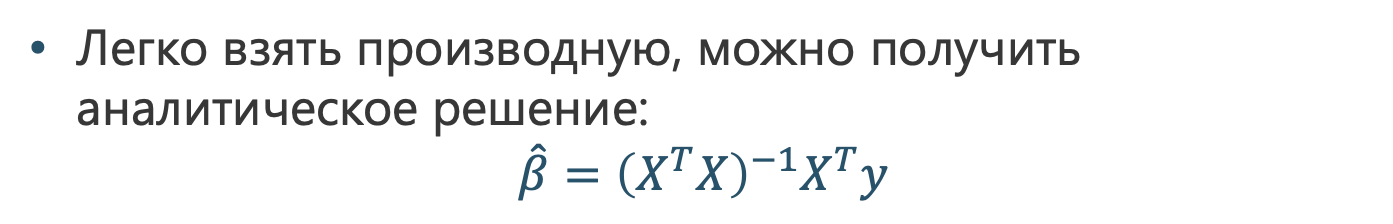 • Легко взять производную, можно получить
аналитическое решение:
β̂ = (XᵀX)⁻¹Xᵀy